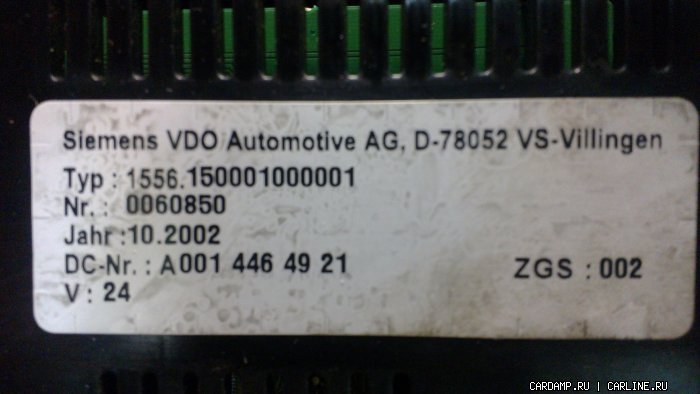 Siemens VDO Automotive AG, D-78052 VS-Villingen
Typ : 1556.150001000001
Nr. : 0060850
Jahr :10.2002
DC-Nr. : A 001 446 49 21 ZGS : 002
V : 24
CARDAMP.RU | CARLINE.RU